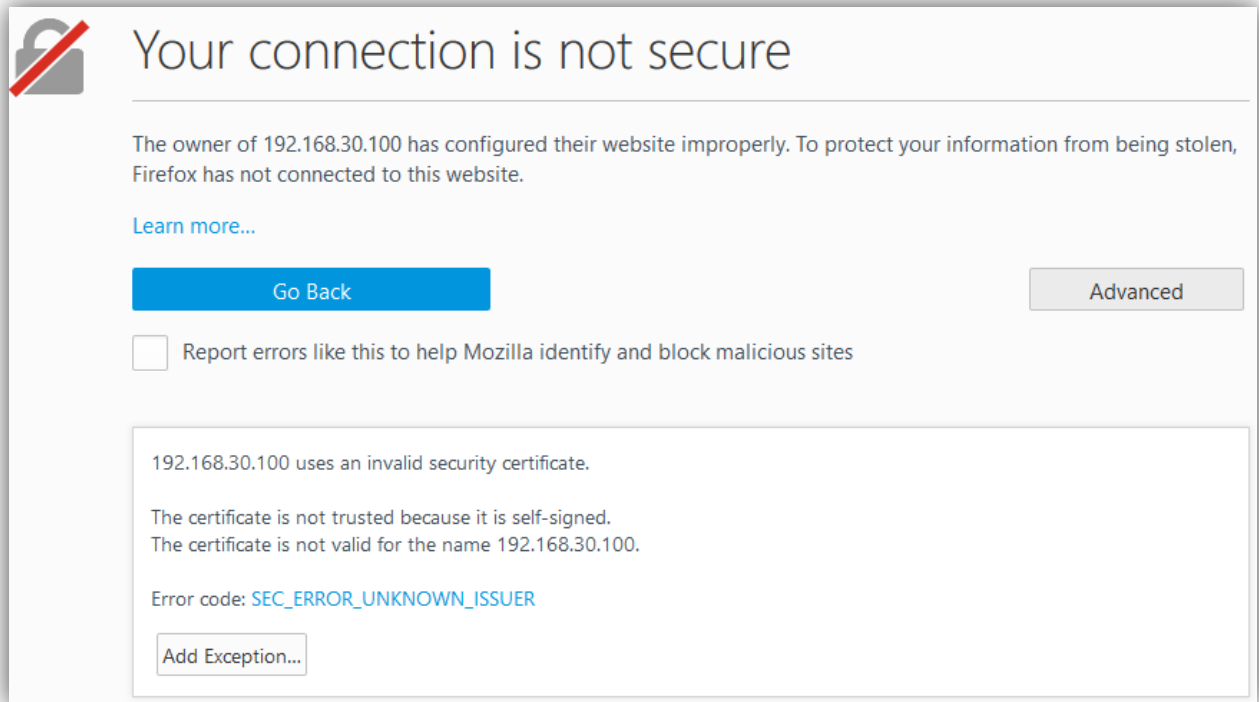 Your connection is not secure
The owner of 192.168.30.100 has configured their website improperly. To protect your information from being stolen,
Firefox has not connected to this website.
Learn more...
Go Back
Advanced
Report errors like this to help Mozilla identify and block malicious sites
192.168.30.100 uses an invalid security certificate.
The certificate is not trusted because it is self-signed.
The certificate is not valid for the name 192.168.30.100.
Error code: SEC_ERROR_UNKNOWN_ISSUER
Add Exception...